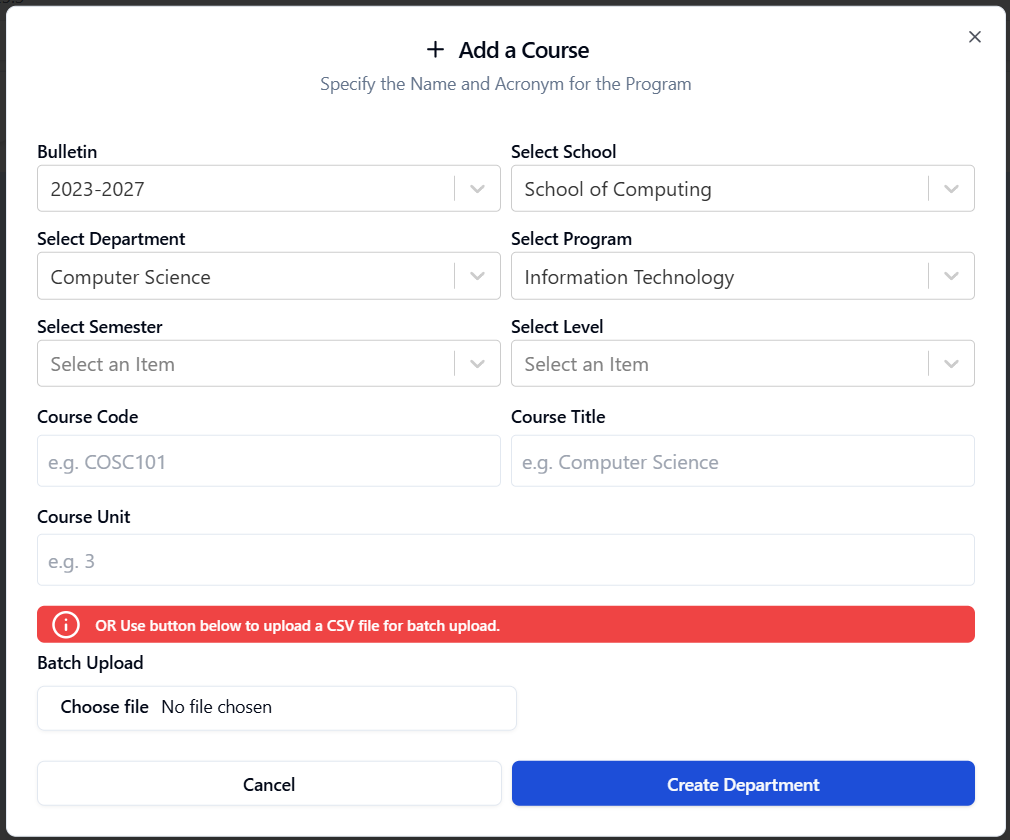 Add a Course
Specify the Name and Acronym for the Program
Bulletin
Select School
2023-2027
School of Computing
Select Department
Select Program
Computer Science
Information Technology
Select Semester
Select Level
Select an Item
Select an Item
Course Code
Course Title
e.g. COSC101
e.g. Computer Science
Course Unit
e.g. 3
OR Use button below to upload a CSV file for batch upload.
Batch Upload
Choose file No file chosen
Cancel
Create Department